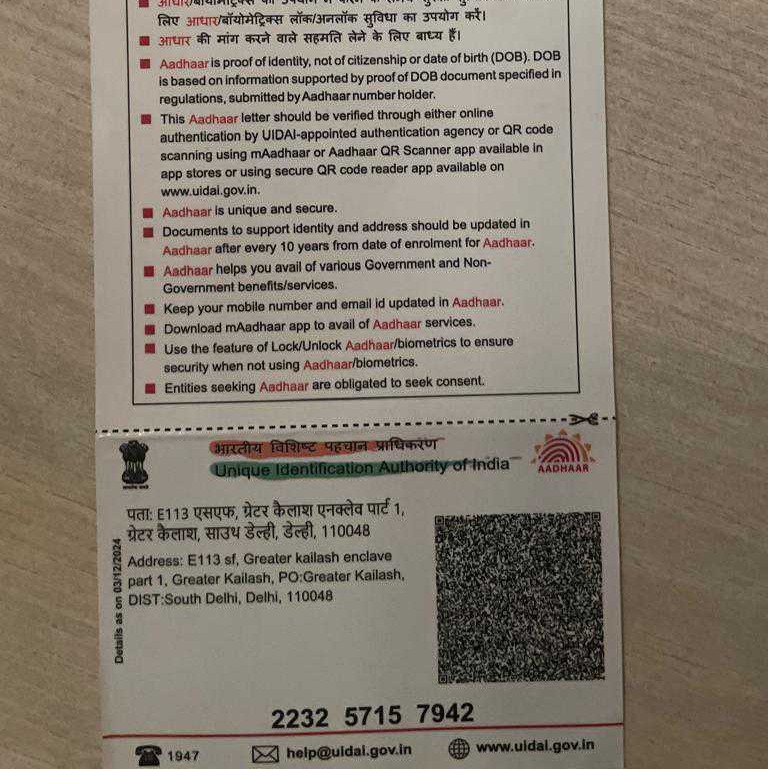 लिए आधार/बॉयोमेट्रिक्स लॉक/अनलॉक सुविधा का उपयोग करें।
आधार की मांग करने वाले सहमति लेने के लिए बाध्य हैं।
Aadhaar is proof of identity, not of citizenship or date of birth (DOB). DOB
is based on information supported by proof of DOB document specified in
regulations, submitted by Aadhaar number holder.
This Aadhaar letter should be verified through either online
authentication by UIDAI-appointed authentication agency or QR code
scanning using mAadhaar or Aadhaar QR Scanner app available in
app stores or using secure QR code reader app available on
www.uidai.gov.in.
Aadhaar is unique and secure.
Documents to support identity and address should be updated in
Aadhaar after every 10 years from date of enrolment for Aadhaar.
Aadhaar helps you avail of various Government and Non-
Government benefits/services.
Keep your mobile number and email id updated in Aadhaar.
Download mAadhaar app to avail of Aadhaar services.
Use the feature of Lock/Unlock Aadhaar/biometrics to ensure
security when not using Aadhaar/biometrics.
Entities seeking Aadhaar are obligated to seek consent.
भारतीय विशिष्ट पहचान प्राधिकरण
Unique Identification Authority of India
AADHAAR
पता: E113 एसएफ, ग्रेटर कैलाश एनक्लेव पार्ट 1,
ग्रेटर कैलाश, साउथ डेल्ही, डेल्ही, 110048
Address: E113 sf, Greater kailash enclave
part 1, Greater Kailash, PO:Greater Kailash,
DIST:South Delhi, Delhi, 110048
Details as on 03/12/2024
2232 5715 7942
1947
help@uidai.gov.in
www.uidai.gov.in